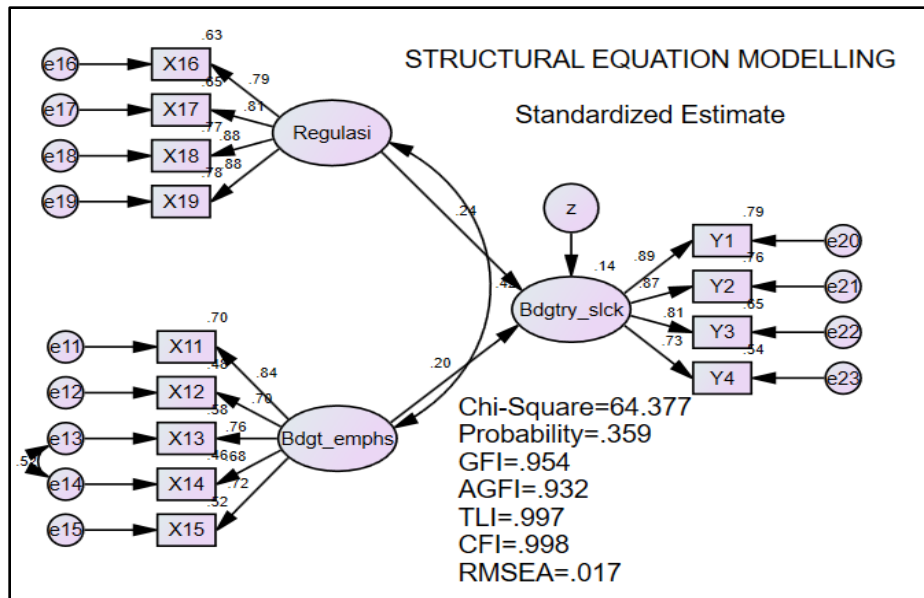 STRUCTURAL EQUATION MODELLING
Standardized Estimate
.63
e16 X16
.79
.65
e17 X17
.81
.77
Regulasi
e18 X18
.88
.78
.88
e19 X19
.24
.42
z
.14
Bdgtry_slck
.79
.89
Y1 e20
.76
.87
Y2 e21
.65
.81
Y3 e22
.54
.73
Y4 e23
.70
e11 X11
.84
.48
e12 X12
.70
.58
e13 X13
.76
Bdgt_emphs
.20
.46
.68
e14 X14
.72
.52
e15 X15
Chi-Square=64.377
Probability=.359
GFI=.954
AGFI=.932
TLI=.997
CFI=.998
RMSEA=.017